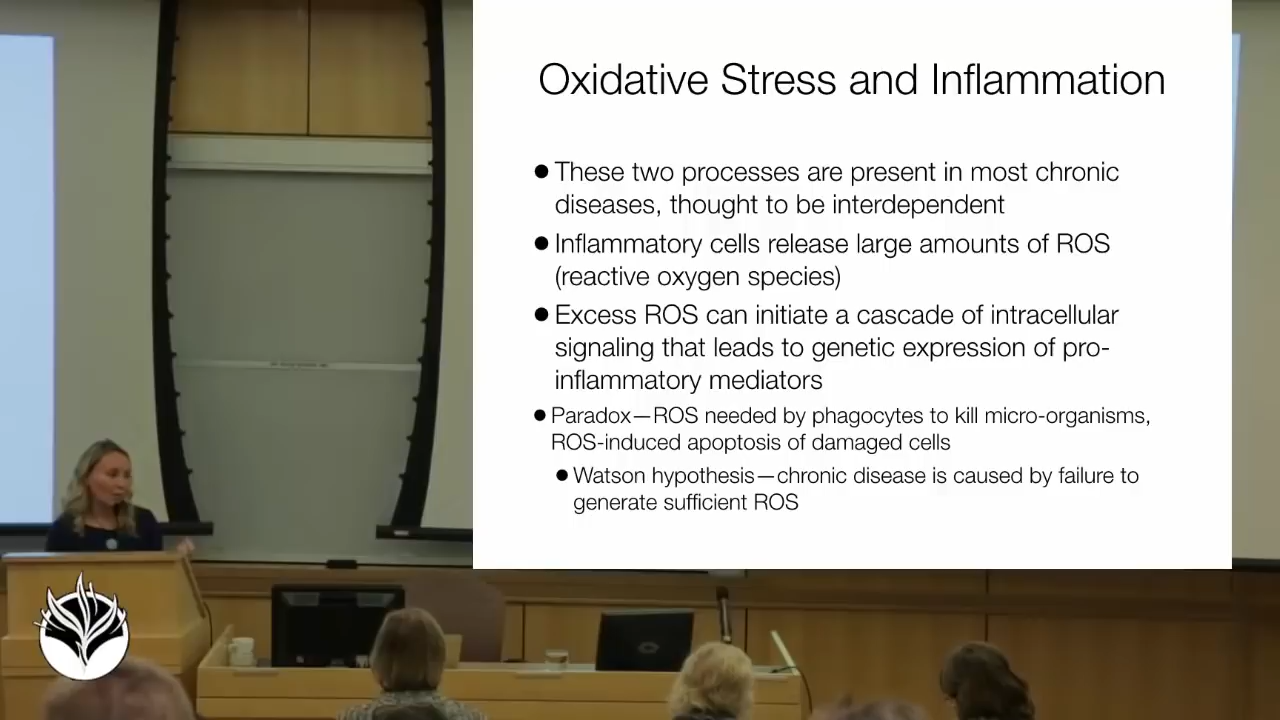 Oxidative Stress and Inflammation
● These two processes are present in most chronic
diseases, thought to be interdependent
● Inflammatory cells release large amounts of ROS
(reactive oxygen species)
● Excess ROS can initiate a cascade of intracellular
signaling that leads to genetic expression of pro-
inflammatory mediators
● Paradox—ROS needed by phagocytes to kill micro-organisms,
ROS-induced apoptosis of damaged cells
● Watson hypothesis—chronic disease is caused by failure to
generate sufficient ROS